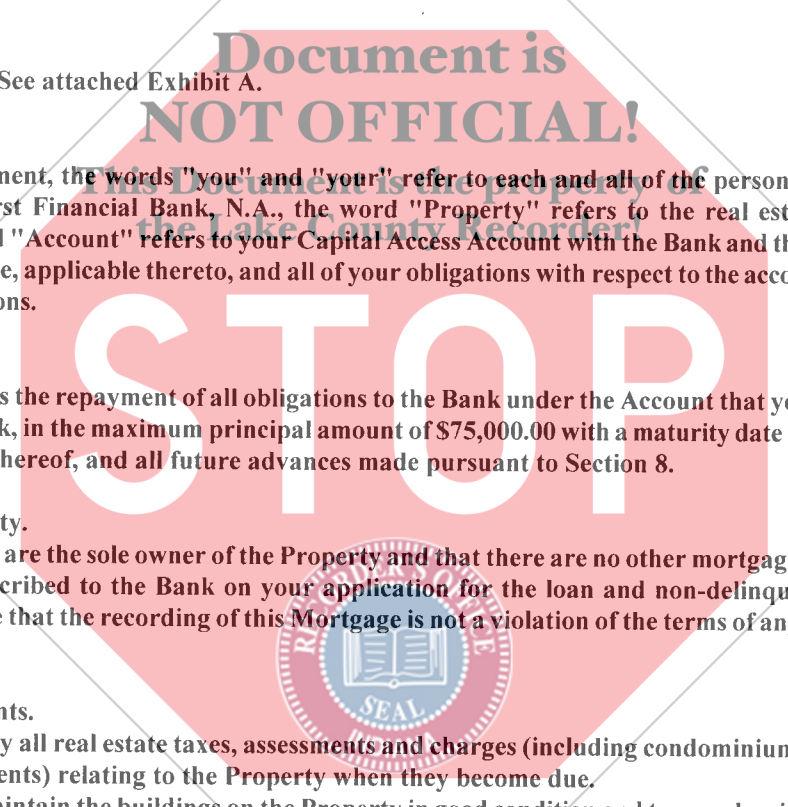 Document is
See attached Exhibit A.
NOT OFFICIAL!
This Document is the property of
ment, the words "you" and "your" refer to each and all of the person
rst Financial Bank, N.A., the word "Property" refers to the real est
the Lake County Recorder!
"Account" refers to your Capital Access Account with the Bank and th
e, applicable thereto, and all of your obligations with respect to the acco
ons.
STOP
s the repayment of all obligations to the Bank under the Account that yo
k, in the maximum principal amount of $75,000.00 with a maturity date
hereof, and all future advances made pursuant to Section 8.
ty.
are the sole owner of the Property and that there are no other mortgag
cribed to the Bank on your application for the loan and non-delinqu
e that the recording of this Mortgage is not a violation of the terms of an
RECORDER'S OFFICE
SEAL
INDIANA
nts.
y all real estate taxes, assessments and charges (including condominium
ents) relating to the Property when they become due.